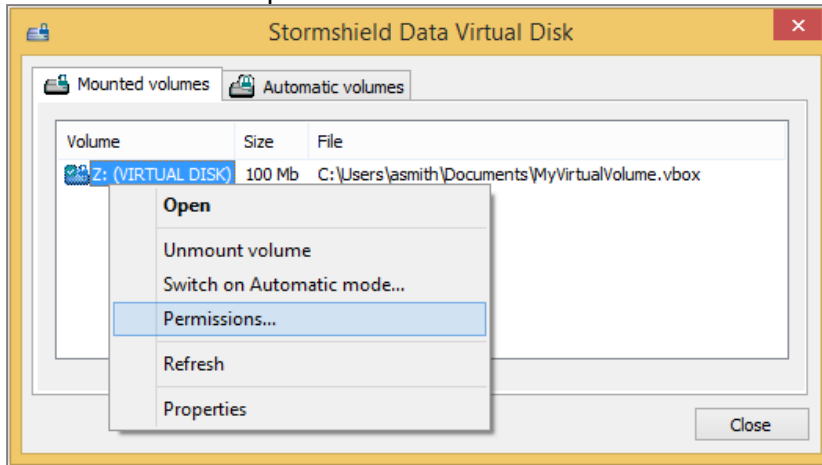 Stormshield Data Virtual Disk
Mounted volumes Automatic volumes
Volume Size File
Z: (VIRTUAL DISK) 100 Mb C:\Users\asmith\Documents\MyVirtualVolume.vbox
Open
Unmount volume
Switch on Automatic mode...
Permissions...
Refresh
Properties
Close